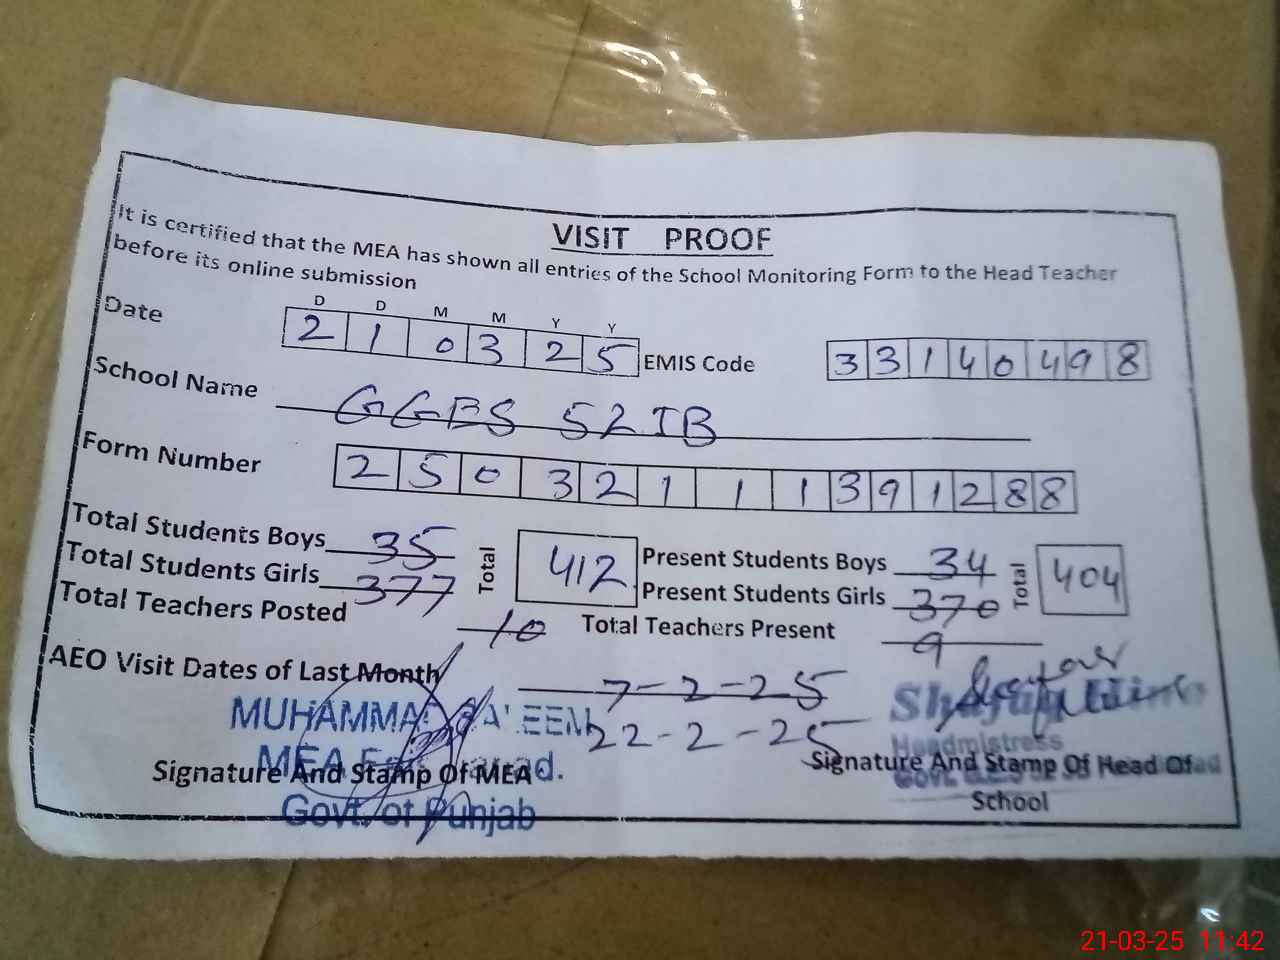 VISIT PROOF
It is certified that the MEA has shown all entries of the School Monitoring Form to the Head Teacher
before its online submission
D D M M Y Y
Date 2 1 0 3 2 5 EMIS Code 3 3 1 4 0 4 9 8
School Name GGES 52 JB
Form Number 2 5 0 3 2 1 1 1 3 9 1 2 8 8
Total Students Boys 35 Total 412 Present Students Boys 34 Total 404
Total Students Girls 377 Present Students Girls 370
Total Teachers Posted 10 Total Teachers Present 9
AEO Visit Dates of Last Month 7-2-25
22-2-25
MUHAMMAD
MEA
Govt. of Punjab
Signature And Stamp Of MEA
Headmistress
Signature And Stamp Of Head Of
School
21-03-25 11:42